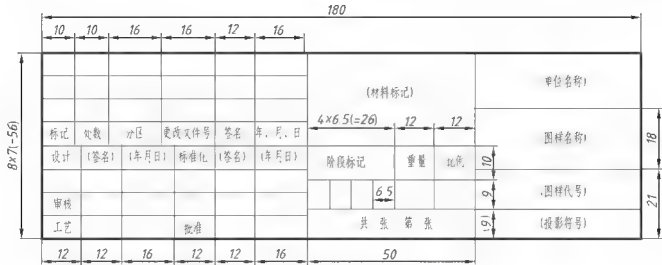 180
10 10 16 16 12 16
(材料标记)
单位名称)
4×6 5(=26) 12 12
标记 处数 分区 更改文件号 签名 年、月、日
图样名称)
18
8×7(-56)
设计 (签名) (年月日) 标准化 (签名) (年月日)
阶段标记 重量 比例
10
6 5
9
.图样代号)
21
审核
工艺 批准
共 张 第 张
(9)
(投影符号)
12 12 16 12 12 16 50